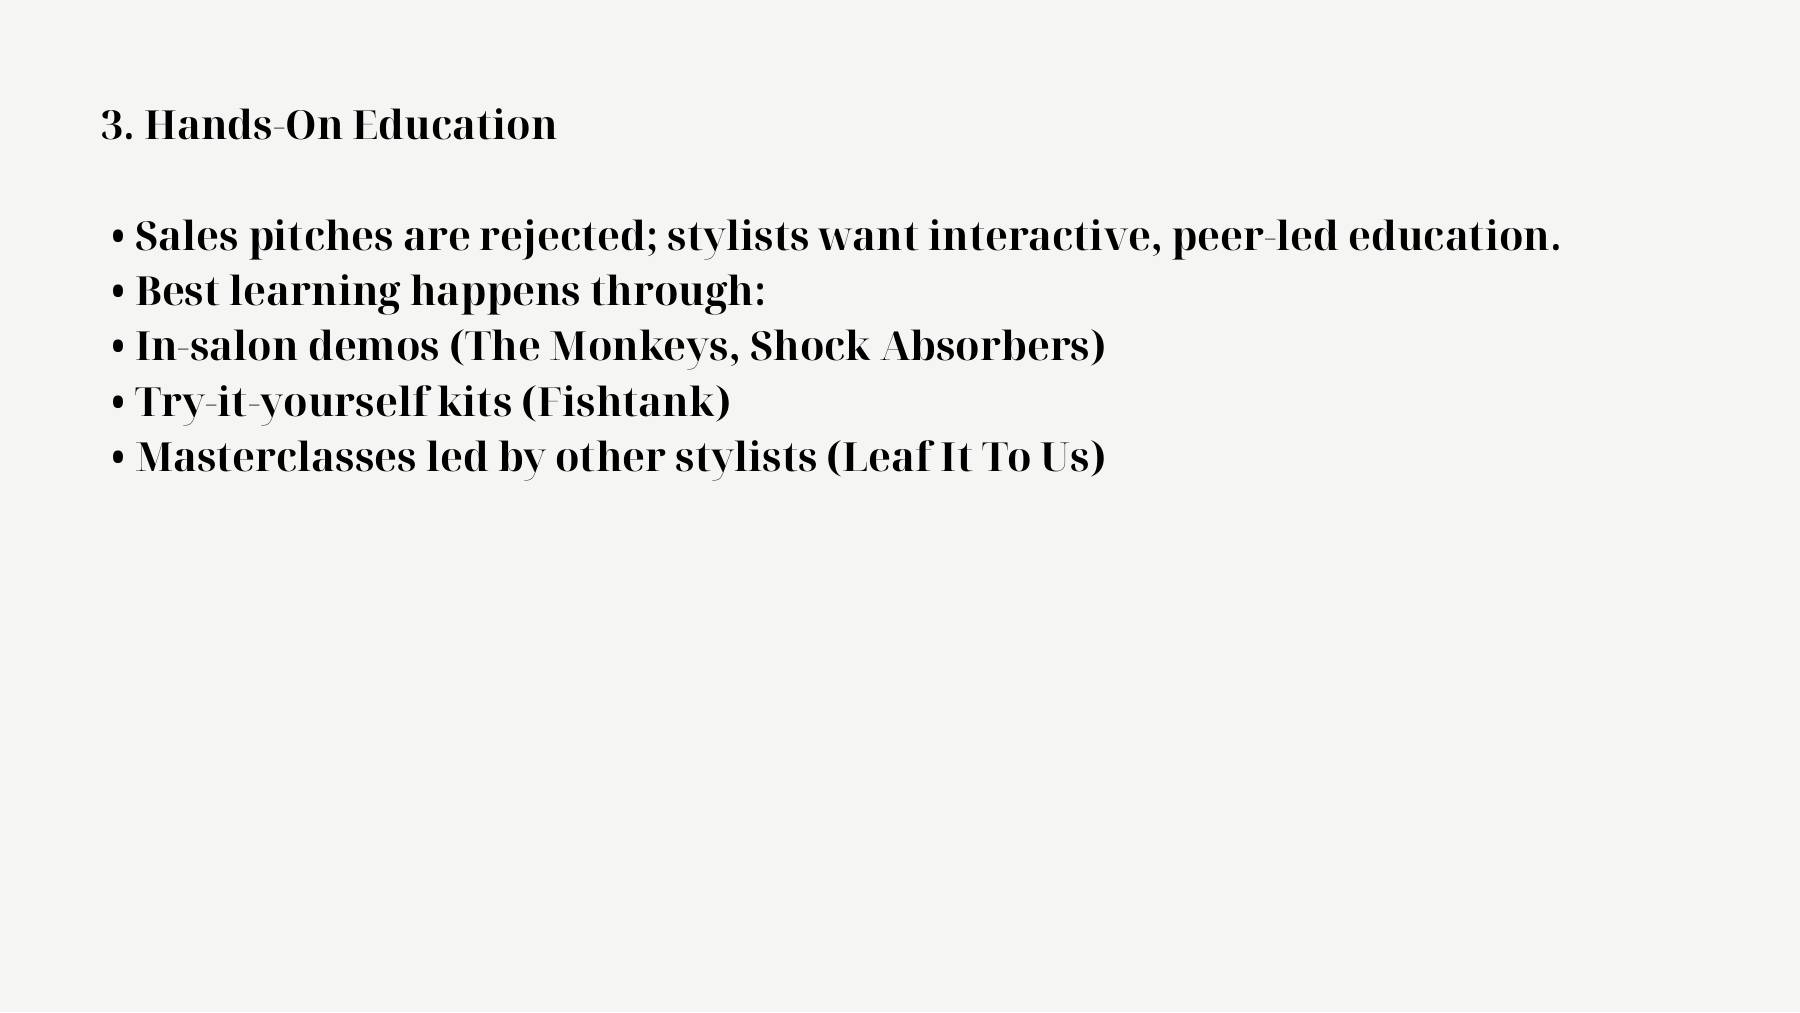 3. Hands-On Education
• Sales pitches are rejected; stylists want interactive, peer-led education.
• Best learning happens through:
• In-salon demos (The Monkeys, Shock Absorbers)
• Try-it-yourself kits (Fishtank)
• Masterclasses led by other stylists (Leaf It To Us)